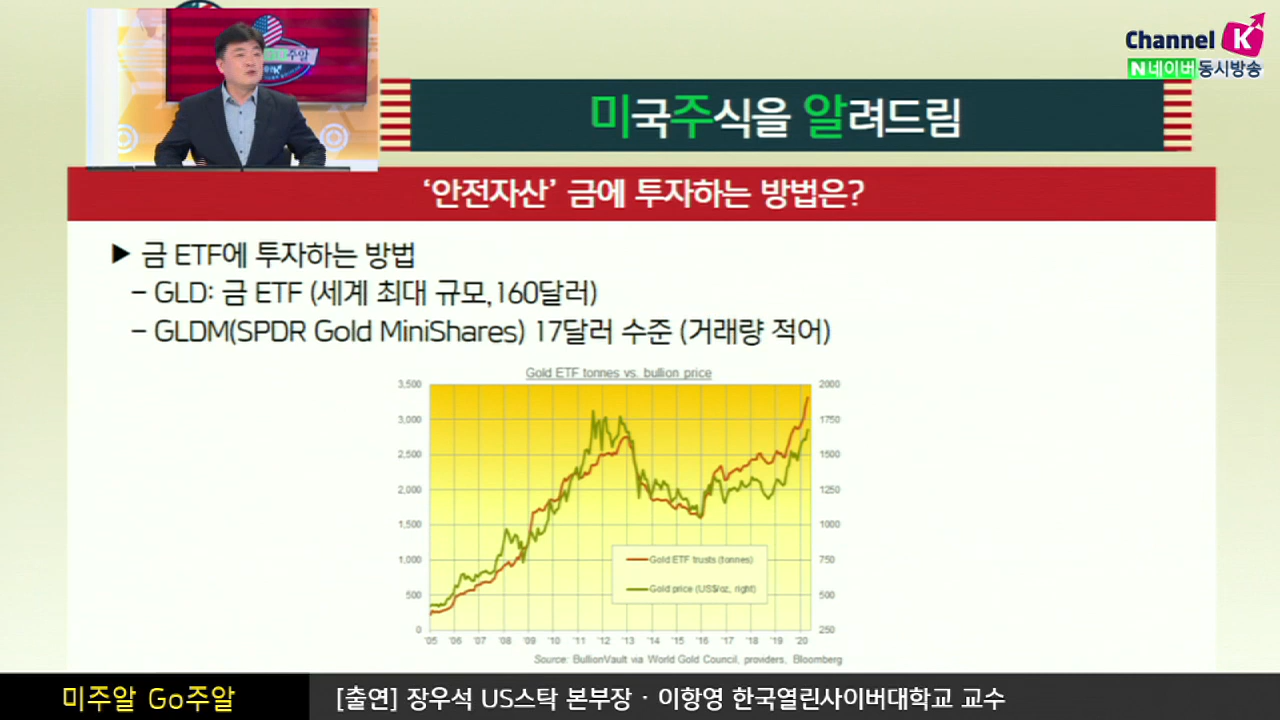 Channel K
N네이버 동시방송
주알
미국주식을 알려드림
‘안전자산’ 금에 투자하는 방법은?
▶ 금 ETF에 투자하는 방법
– GLD: 금 ETF (세계 최대 규모,160달러)
– GLDM(SPDR Gold MiniShares) 17달러 수준 (거래량 적어)
Gold ETF tonnes vs. bullion price
3,500 2000
3,000 1750
2,500 1500
2,000 1250
1,500 1000
1,000 750
500 500
0 250
Gold ETF trusts (tonnes)
Gold price (US$/oz, right)
'05 '06 '07 '08 '09 '10 '11 '12 '13 '14 '15 '16 '17 '18 '19 '20
Source: BullionVault via World Gold Council, providers, Bloomberg
미주알 Go주알
[출연] 장우석 US스탁 본부장 · 이항영 한국열린사이버대학교 교수